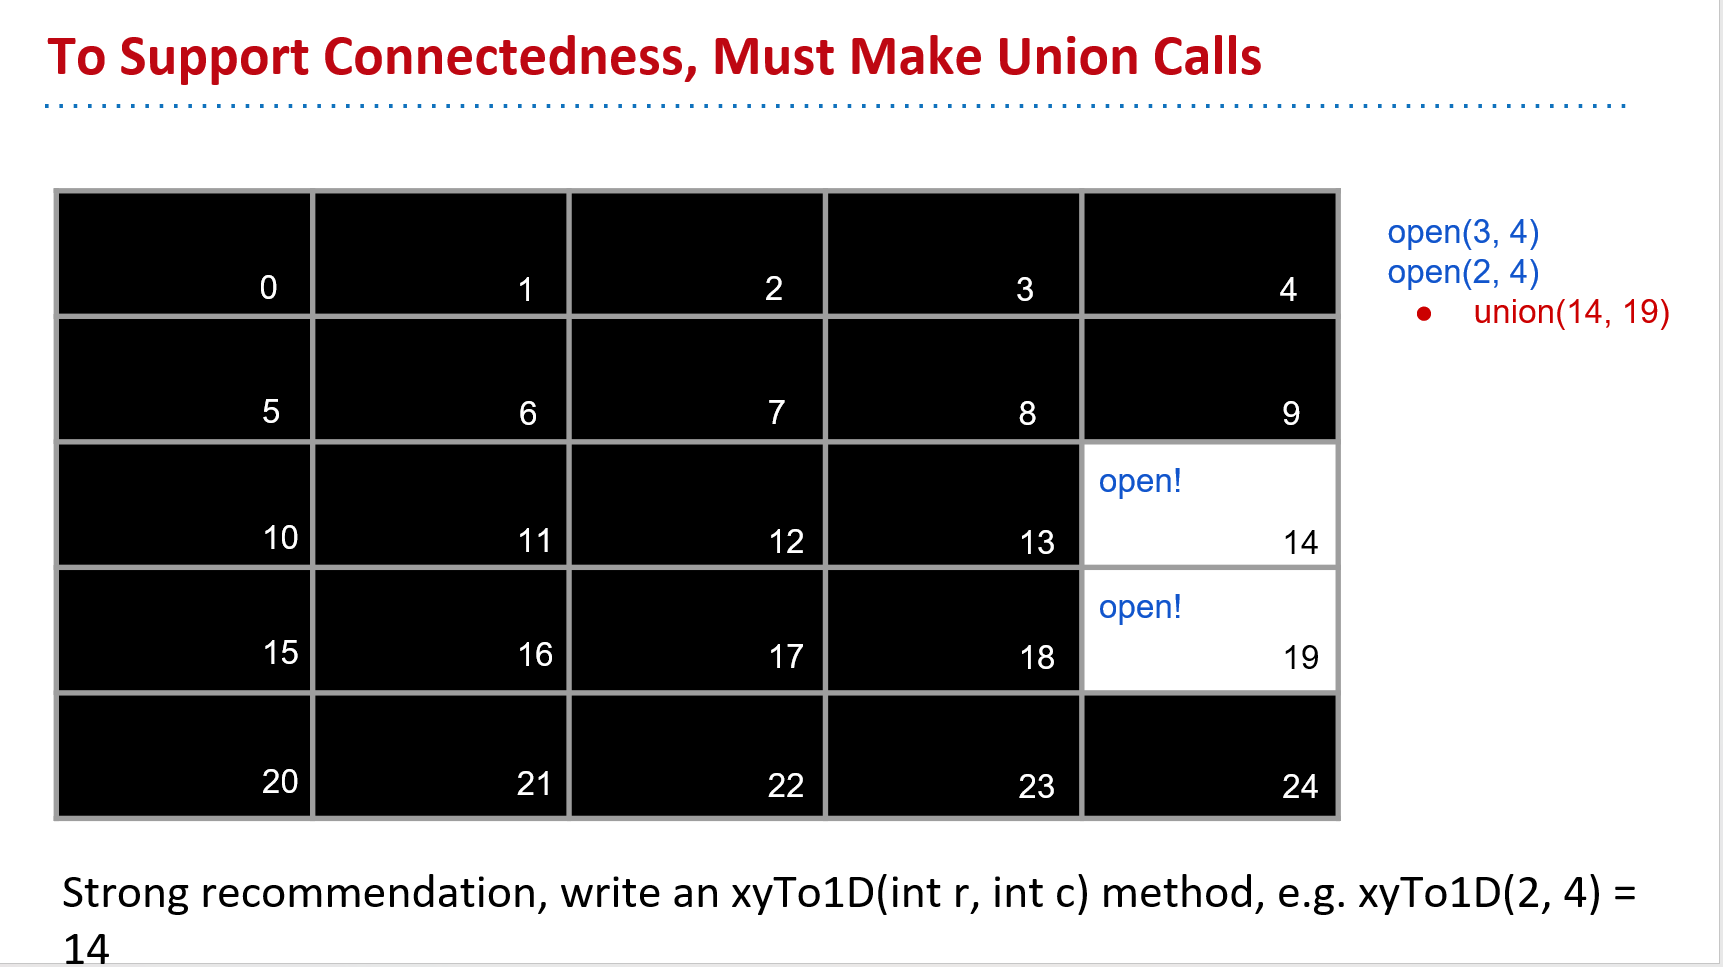 To Support Connectedness, Must Make Union Calls
open(3, 4)
open(2, 4)
● union(14, 19)
0 1 2 3 4
5 6 7 8 9
open!
10 11 12 13 14
open!
15 16 17 18 19
20 21 22 23 24
Strong recommendation, write an xyTo1D(int r, int c) method, e.g. xyTo1D(2, 4) =
14